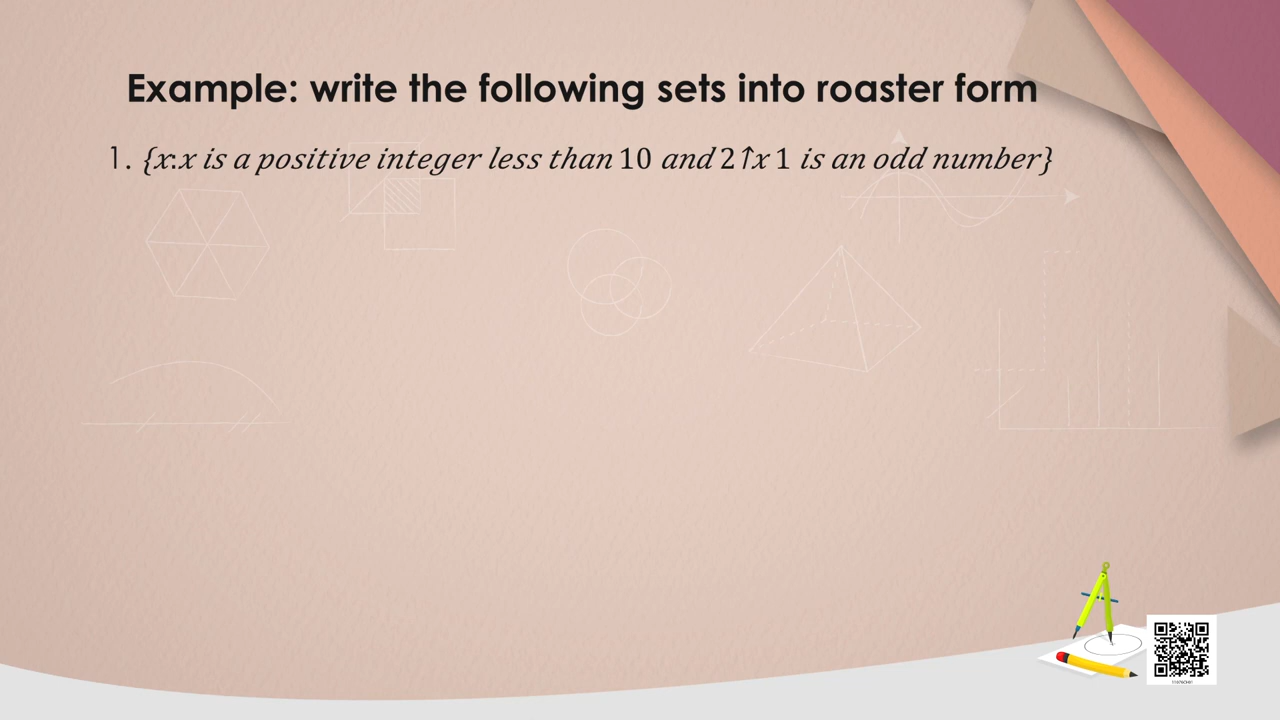 Example: write the following sets into roaster form
1. {x:x is a positive integer less than 10 and 2↑x 1 is an odd number}